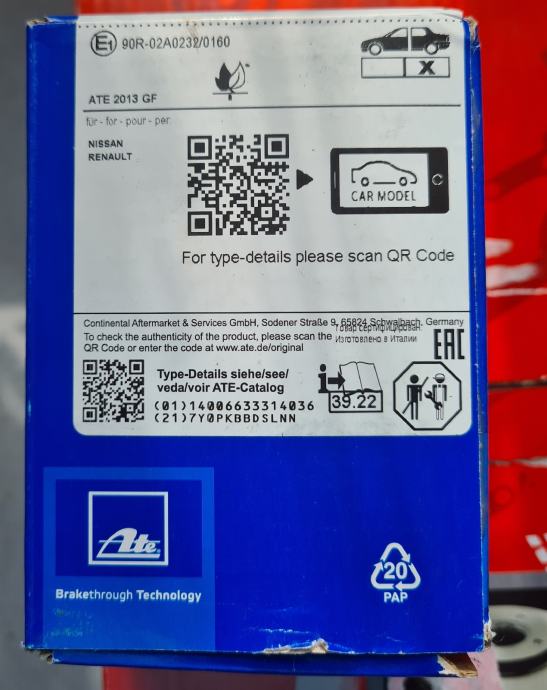 E1 90R-02A0232/0160
X
ATE 2013 GF
für - for - pour - per
NISSAN
RENAULT
CAR MODEL
For type-details please scan QR Code
Continental Aftermarket & Services GmbH, Sodener Straße 9, 65824 Schwalbach, Germany
To check the authenticity of the product, please scan the
QR Code or enter the code at www.ate.de/original
Товар сертифицирован.
Изготовлено в Италии
EAC
Type-Details siehe/see/
veda/voir ATE-Catalog
(01)14006633314036
(21)7Y0PKBBDSLNN
i
39.22
Ate
Brakethrough Technology
20
PAP